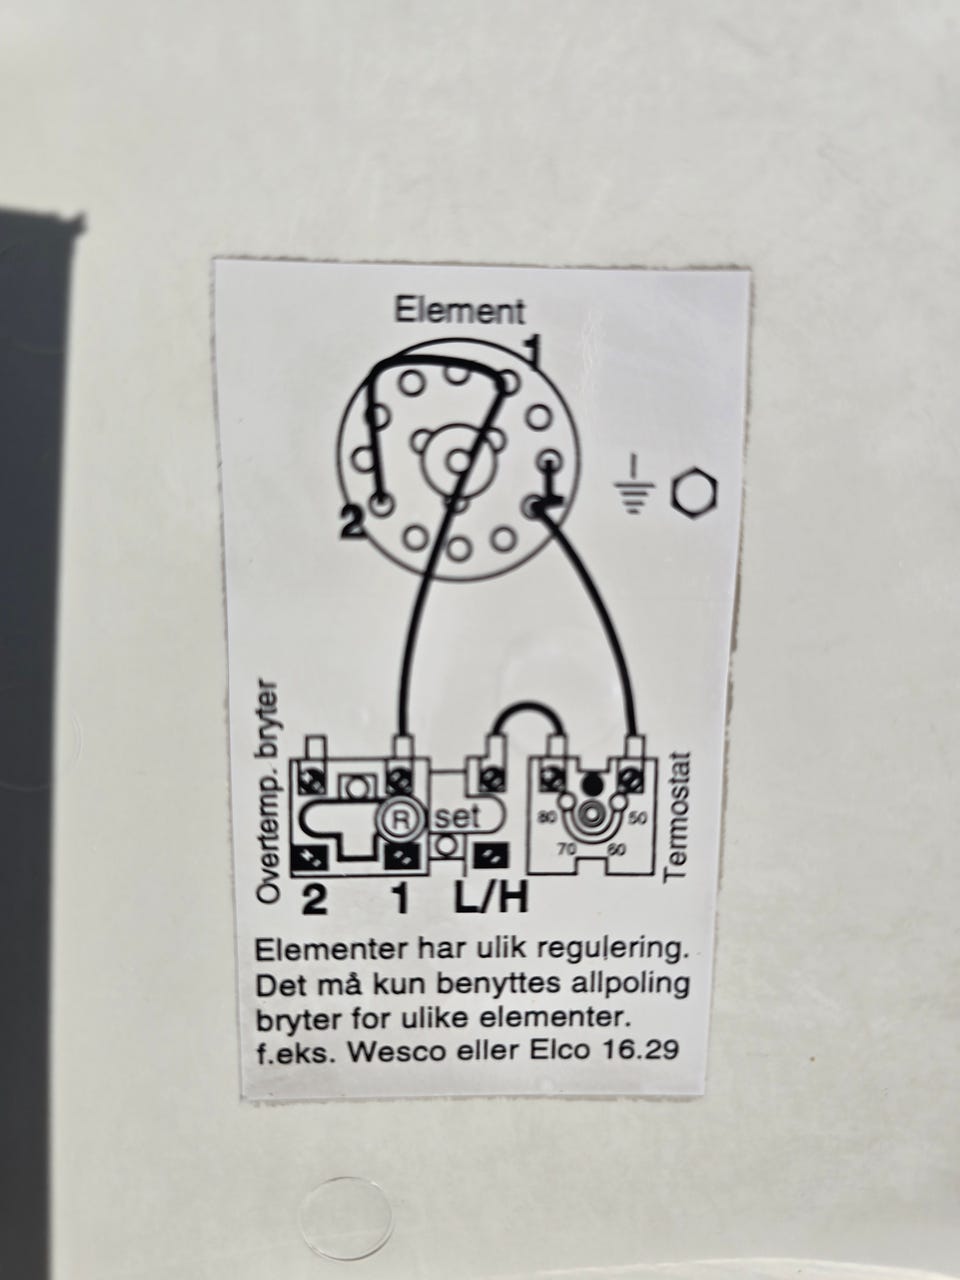 Element
1
2
Overtemp. bryter
R set
80
50
70
60
Termostat
2 1 L/H
Elementer har ulik regulering.
Det må kun benyttes allpoling
bryter for ulike elementer.
f.eks. Wesco eller Elco 16.29